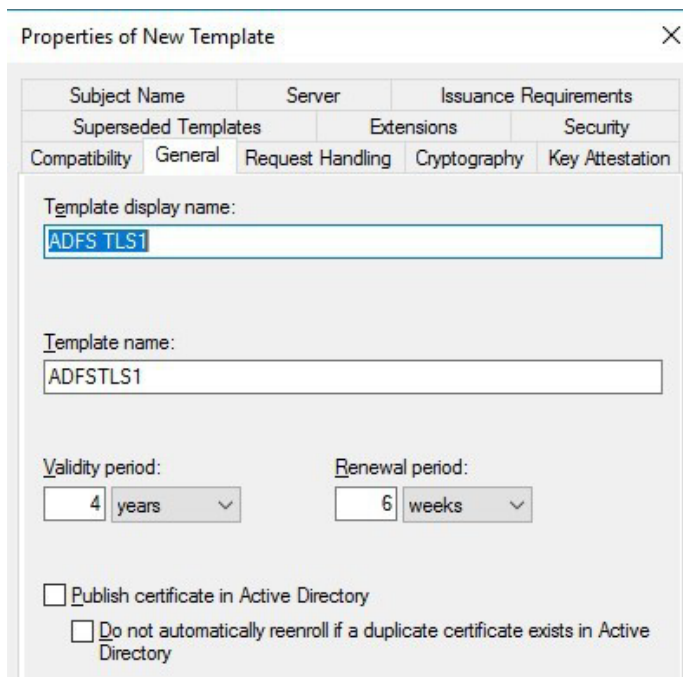 Properties of New Template
Subject Name Server Issuance Requirements
Superseded Templates Extensions Security
Compatibility General Request Handling Cryptography Key Attestation
Template display name:
ADFS TLS1
Template name:
ADFSTLS1
Validity period: Renewal period:
4 years 6 weeks
Publish certificate in Active Directory
Do not automatically reenroll if a duplicate certificate exists in Active
Directory